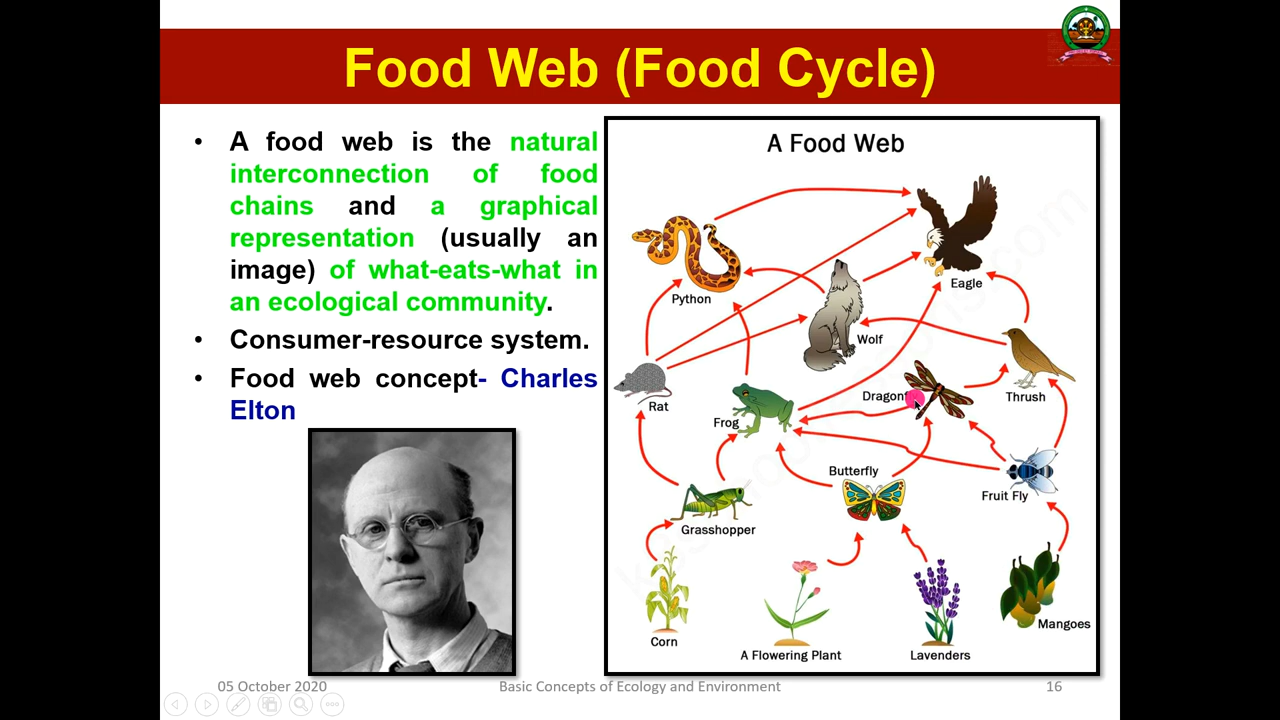 Food Web (Food Cycle)
• A food web is the natural
interconnection of food
chains and a graphical
representation (usually an
image) of what-eats-what in
an ecological community.
• Consumer-resource system.
• Food web concept- Charles
Elton
A Food Web
Python
Eagle
Wolf
Rat
Frog
Thrush
Butterfly
Fruit Fly
Grasshopper
Corn
A Flowering Plant
Lavenders
Mangoes
05 October 2020
Basic Concepts of Ecology and Environment
16